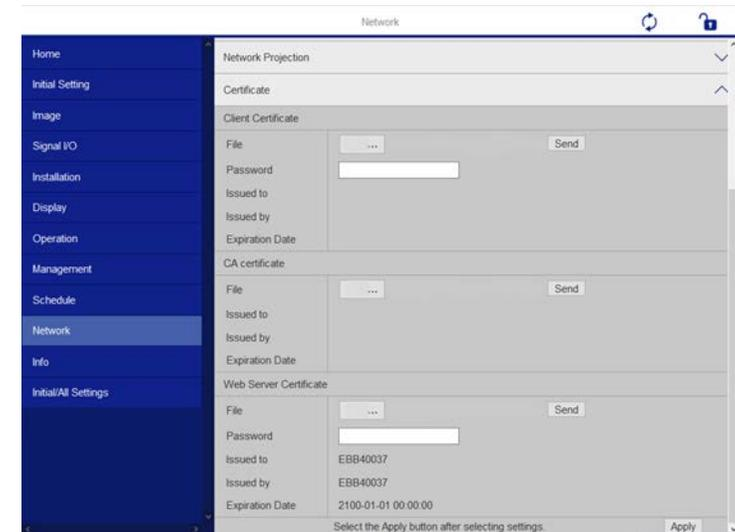 Network
Home
Initial Setting
Image
Signal I/O
Installation
Display
Operation
Management
Schedule
Network
Info
Initial/All Settings
Network Projection
Certificate
Client Certificate
File ... Send
Password
Issued to
Issued by
Expiration Date
CA certificate
File ... Send
Issued to
Issued by
Expiration Date
Web Server Certificate
File ... Send
Password
Issued to EBB40037
Issued by EBB40037
Expiration Date 2100-01-01 00:00:00
Select the Apply button after selecting settings. Apply